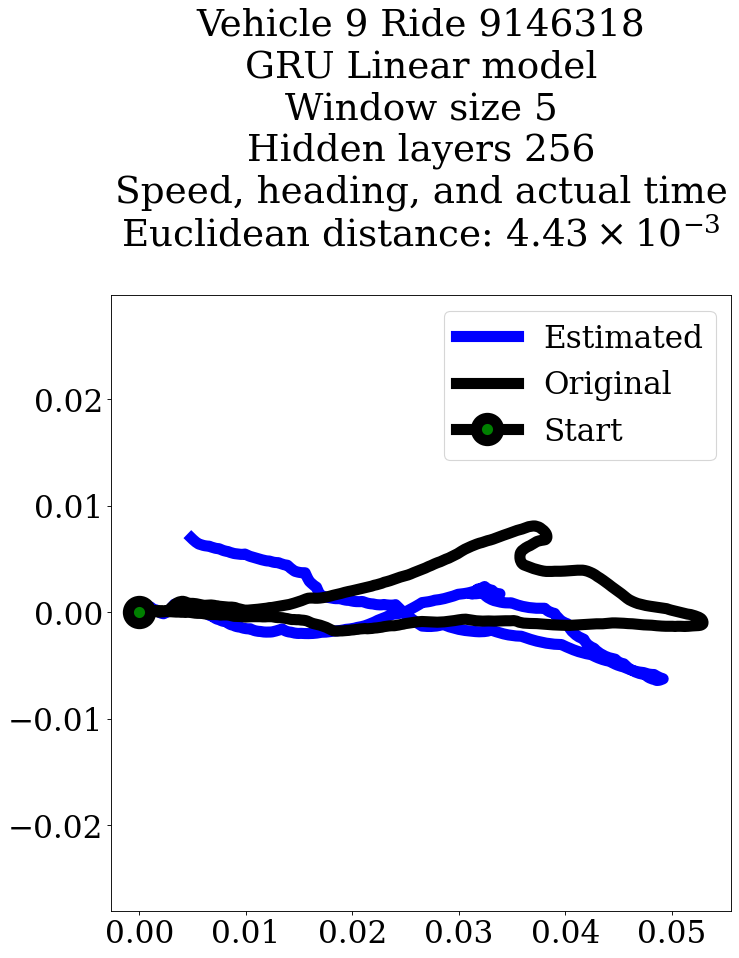 Vehicle 9 Ride 9146318
GRU Linear model
Window size 5
Hidden layers 256
Speed, heading, and actual time
Euclidean distance: 4.43 × 10⁻³
Estimated
Original
Start
0.02
0.01
0.00
−0.01
−0.02
0.00 0.01 0.02 0.03 0.04 0.05